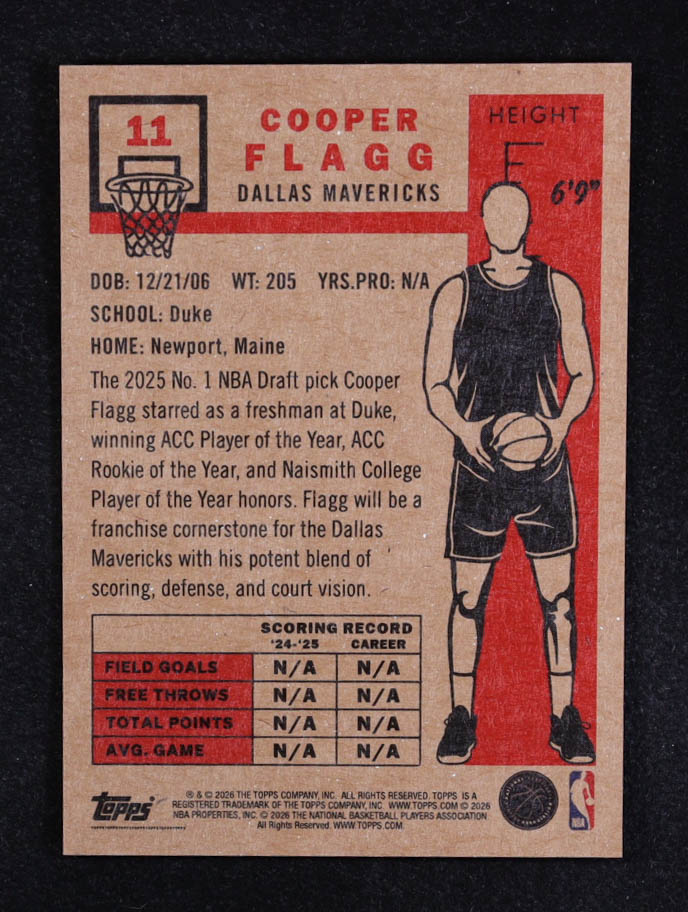 11
COOPER
FLAGG
DALLAS MAVERICKS
HEIGHT
6'9"
DOB: 12/21/06 WT: 205 YRS.PRO: N/A
SCHOOL: Duke
HOME: Newport, Maine
The 2025 No. 1 NBA Draft pick Cooper
Flagg starred as a freshman at Duke,
winning ACC Player of the Year, ACC
Rookie of the Year, and Naismith College
Player of the Year honors. Flagg will be a
franchise cornerstone for the Dallas
Mavericks with his potent blend of
scoring, defense, and court vision.
SCORING RECORD
'24-'25 CAREER
FIELD GOALS N/A N/A
FREE THROWS N/A N/A
TOTAL POINTS N/A N/A
AVG. GAME N/A N/A
Topps
® & © 2026 THE TOPPS COMPANY, INC. ALL RIGHTS RESERVED. TOPPS IS A
REGISTERED TRADEMARK OF THE TOPPS COMPANY, INC. WWW.TOPPS.COM © 2026
NBA PROPERTIES, INC. © 2026 THE NATIONAL BASKETBALL PLAYERS ASSOCIATION
All Rights Reserved. WWW.TOPPS.COM.
NBA